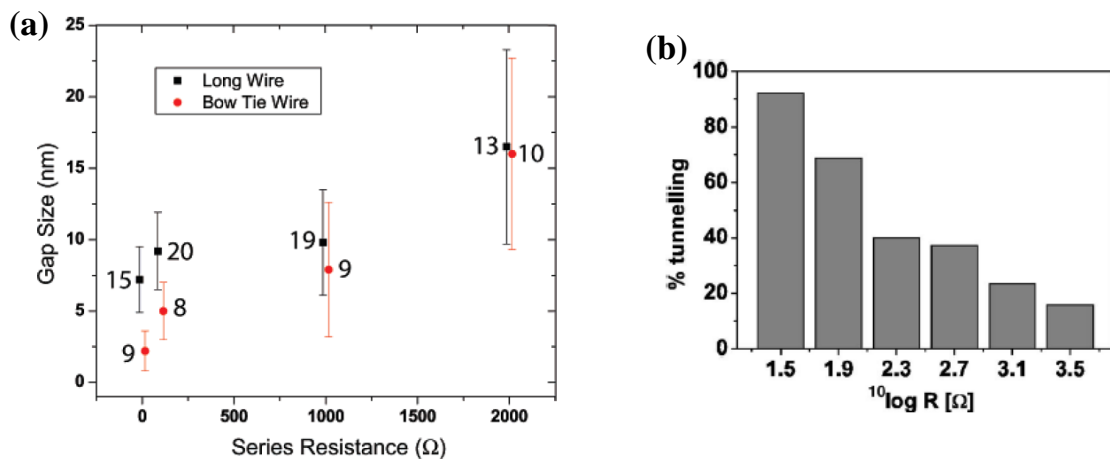 (a)
25
20
15
10
5
0
Gap Size (nm)
Long Wire
Bow Tie Wire
15
20
9
8
19
9
13
10
0
500
1000
1500
2000
Series Resistance (Ω)
(b)
100
80
60
40
20
0
% tunnelling
1.5 1.9 2.3 2.7 3.1 3.5
¹⁰log R [Ω]